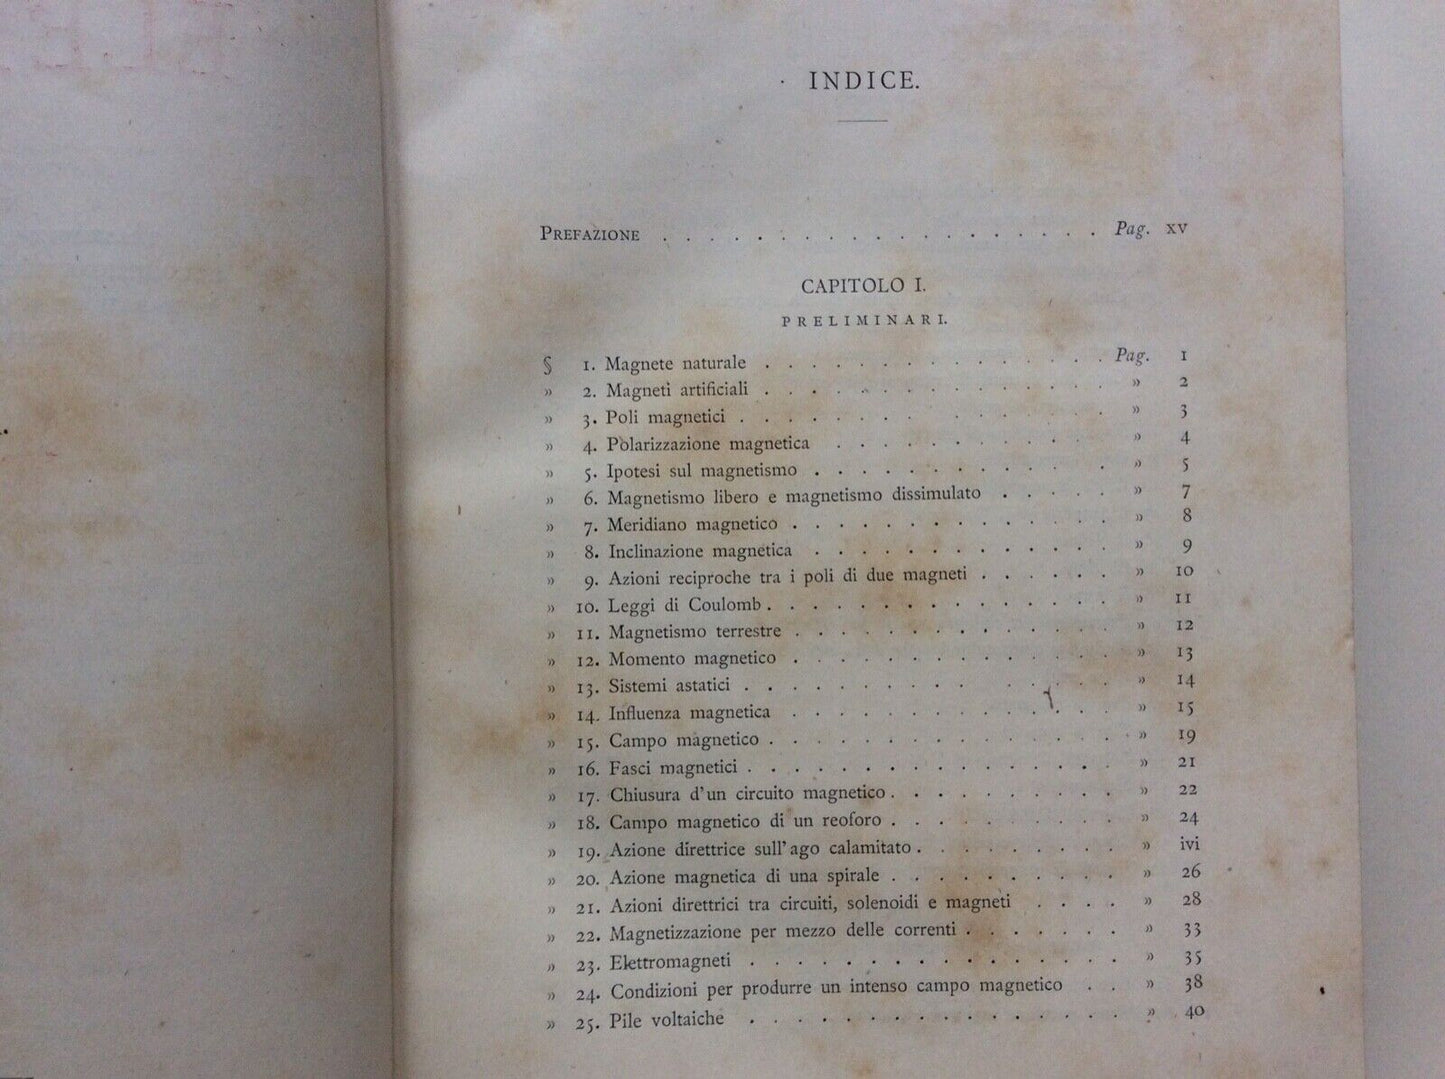 INDICE.
PREFAZIONE . . . . . . . . . . . . . . . . . . . Pag. XV
CAPITOLO I.
PRELIMINARI.
§ 1. Magnete naturale . . . . . . . . . . . . . . . Pag. 1
» 2. Magneti artificiali . . . . . . . . . . . . . . . » 2
» 3. Poli magnetici . . . . . . . . . . . . . . . . » 3
» 4. Polarizzazione magnetica . . . . . . . . . . . » 4
» 5. Ipotesi sul magnetismo . . . . . . . . . . . . » 5
» 6. Magnetismo libero e magnetismo dissimulato . . . . . » 7
» 7. Meridiano magnetico . . . . . . . . . . . . . . » 8
» 8. Inclinazione magnetica . . . . . . . . . . . . . » 9
» 9. Azioni reciproche tra i poli di due magneti . . . . . . » 10
» 10. Leggi di Coulomb . . . . . . . . . . . . . . . » 11
» 11. Magnetismo terrestre . . . . . . . . . . . . . . » 12
» 12. Momento magnetico . . . . . . . . . . . . . . » 13
» 13. Sistemi astatici . . . . . . . . . . . . . . . . » 14
» 14. Influenza magnetica . . . . . . . . . . . . . . » 15
» 15. Campo magnetico . . . . . . . . . . . . . . . » 19
» 16. Fasci magnetici . . . . . . . . . . . . . . . . » 21
» 17. Chiusura d'un circuito magnetico . . . . . . . . . . » 22
» 18. Campo magnetico di un reoforo . . . . . . . . . . » 24
» 19. Azione direttrice sull'ago calamitato . . . . . . . . . » ivi
» 20. Azione magnetica di una spirale . . . . . . . . . . » 26
» 21. Azioni direttrici tra circuiti, solenoidi e magneti . . . . » 28
» 22. Magnetizzazione per mezzo delle correnti . . . . . . . » 33
» 23. Elettromagneti . . . . . . . . . . . . . . . . » 35
» 24. Condizioni per produrre un intenso campo magnetico . . » 38
» 25. Pile voltaiche . . . . . . . . . . . . . . . . . » 40